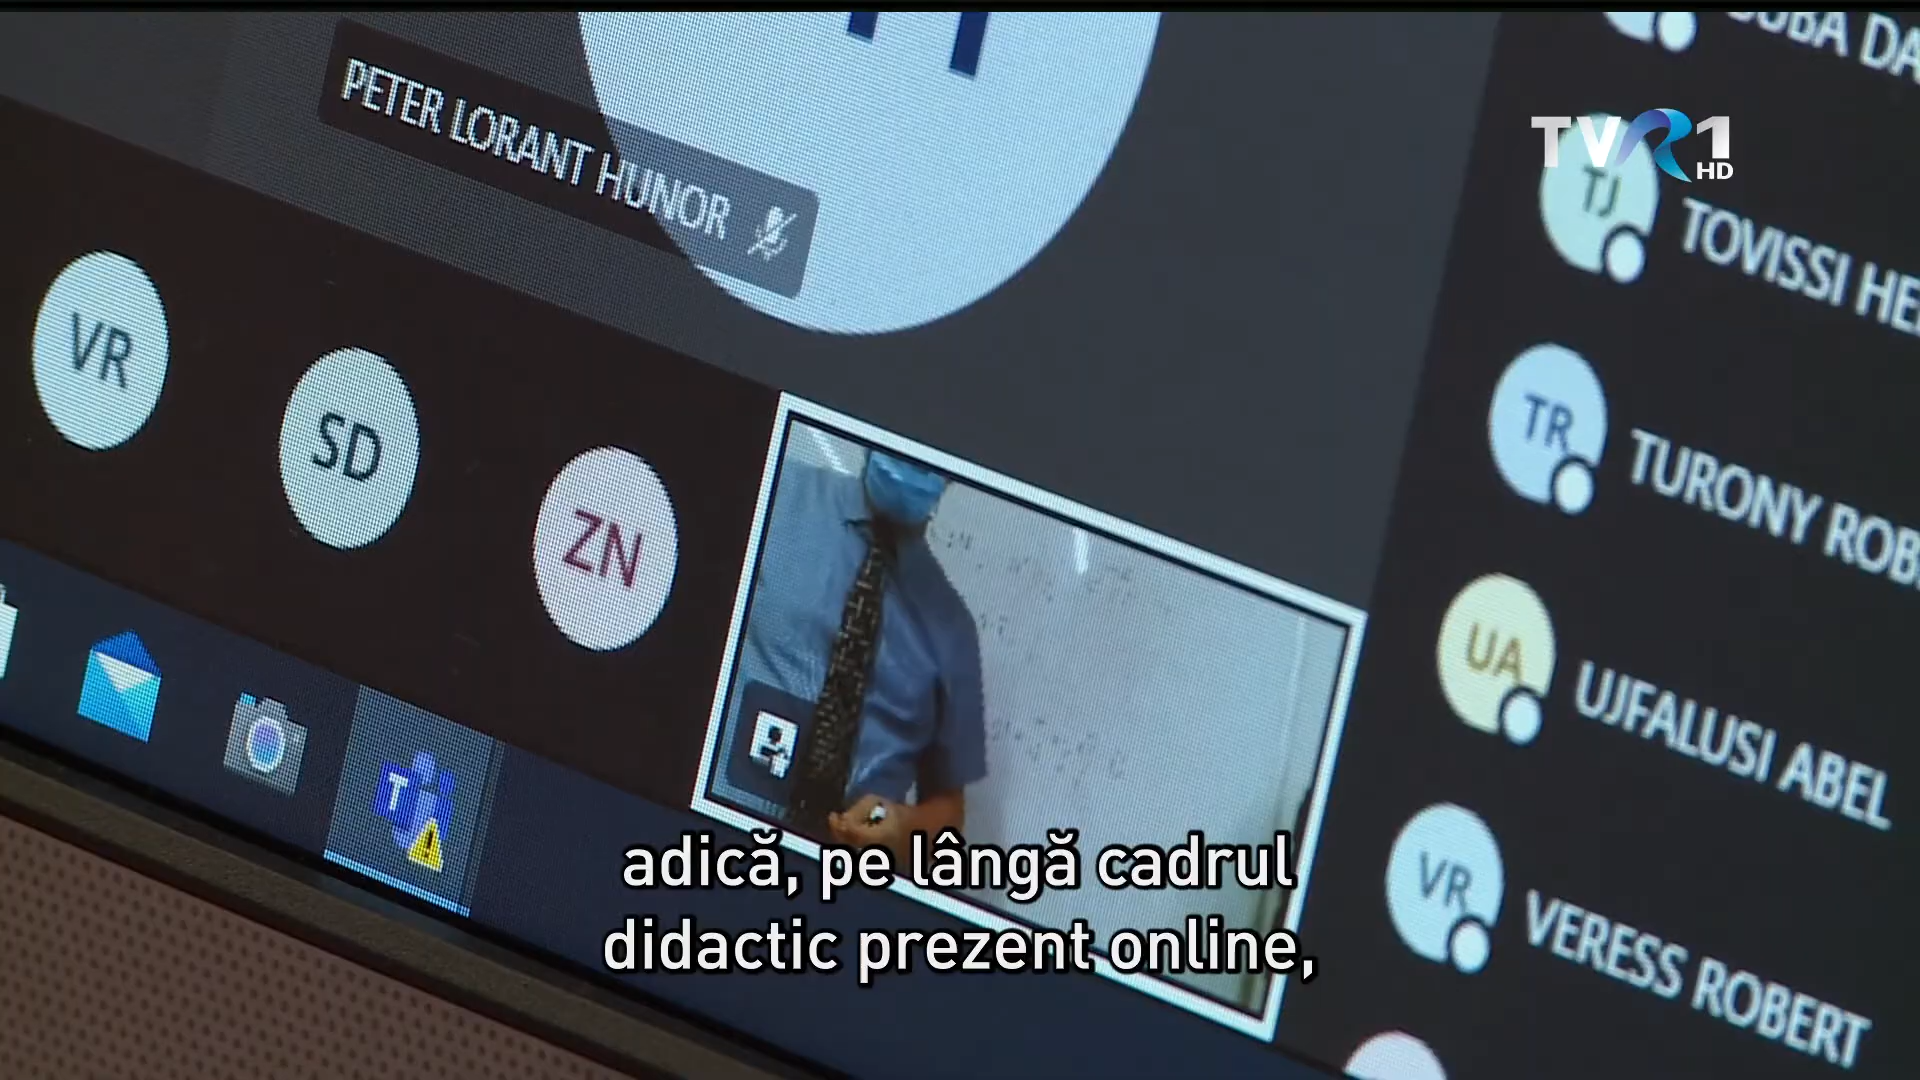 PETER LORANT HUNOR
TVR1
HD
TJ
TOVISSI HE
TR
TURONY ROB
UA
UJFALUSI ABEL
VR
VERESS ROBERT
VR
SD
ZN
T
adică, pe lângă cadrul
didactic prezent online,